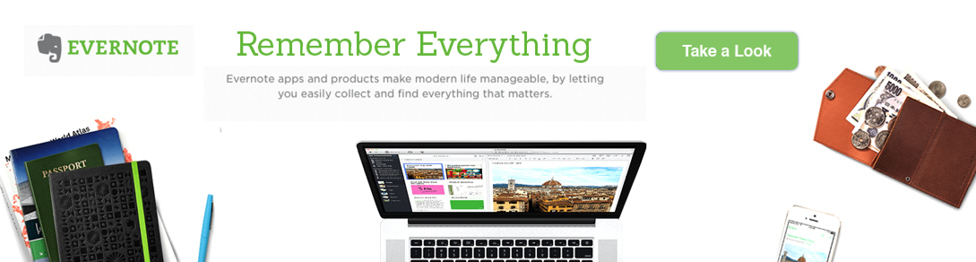 EVERNOTE
Remember Everything
Take a Look
Evernote apps and products make modern life manageable, by letting
you easily collect and find everything that matters.
World Atlas
PASSPORT
5000